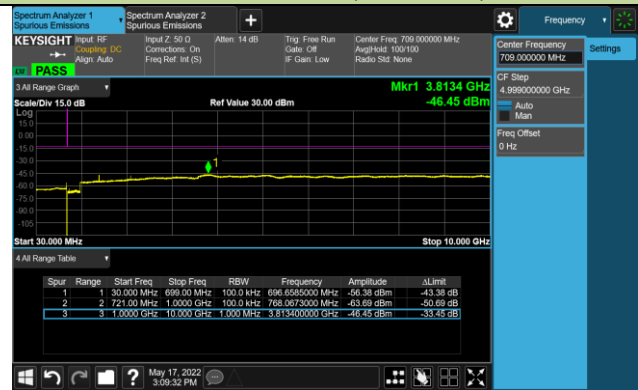 Spectrum Analyzer 1
Spurious Emissions
Spectrum Analyzer 2
Spurious Emissions
+
Frequency
KEYSIGHT
Input: RF
Coupling: DC
Align: Auto
Input Z: 50 Ω
Corrections: On
Freq Ref: Int (S)
Atten: 14 dB
Trig: Free Run
Gate: Off
IF Gain: Low
Center Freq: 709.000000 MHz
Avg|Hold: 100/100
Radio Std: None
PASS
Center Frequency
709.000000 MHz
Settings
CF Step
4.999000000 GHz
Auto
Man
Freq Offset
0 Hz
3 All Range Graph
Mkr1 3.8134 GHz
-46.45 dBm
Scale/Div 15.0 dB
Ref Value 30.00 dBm
Log
15.0
0.00
-15.0
-30.0
-45.0
-60.0
-75.0
-90.0
-105
1
Start 30.000 MHz
Stop 10.000 GHz
4 All Range Table
Spur Range Start Freq Stop Freq RBW Frequency Amplitude ΔLimit
1 1 30.000 MHz 699.00 MHz 100.0 kHz 696.6585000 MHz -56.38 dBm -43.38 dB
2 2 721.00 MHz 1.0000 GHz 100.0 kHz 768.0673000 MHz -63.69 dBm -50.69 dB
3 3 1.0000 GHz 10.000 GHz 1.000 MHz 3.813400000 GHz -46.45 dBm -33.45 dB
?
May 17, 2022
3:09:32 PM